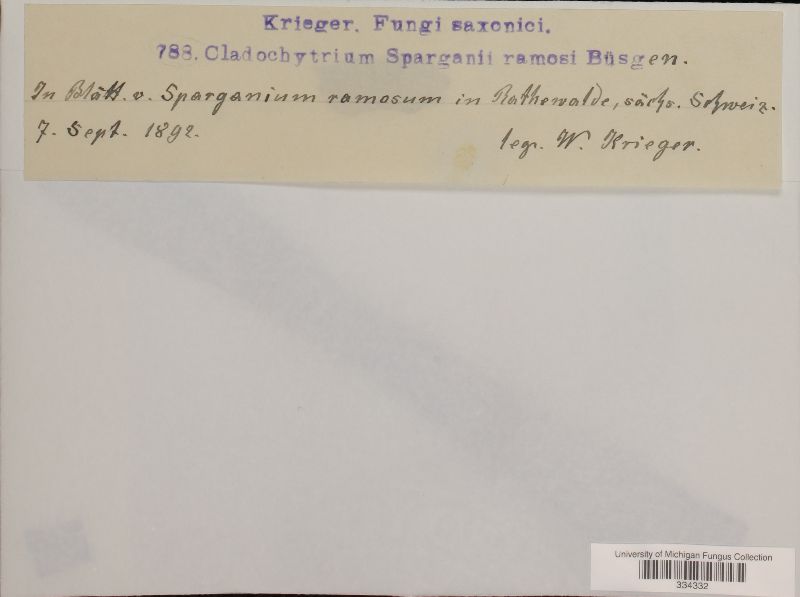 Krieger. Fungi saxonici.
788. Cladochytrium Sparganii ramosi Büsgen.
In Blätt. v. Sparganium ramosum in Rathewalde, sächs. Schweiz.
7. Sept. 1892.
leg. W. Krieger.
University of Michigan Fungus Collection
334332